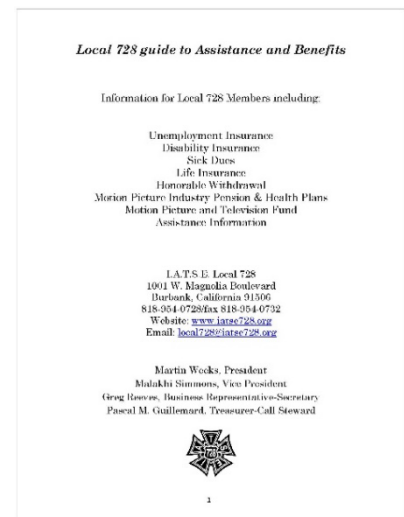 Local 728 guide to Assistance and Benefits
Information for Local 728 Members including:
Unemployment Insurance
Disability Insurance
Sick Dues
Life Insurance
Honorable Withdrawal
Motion Picture Industry Pension & Health Plans
Motion Picture and Television Fund
Assistance Information
I.A.T.S.E. Local 728
1001 W. Magnolia Boulevard
Burbank, California 91506
818-954-0728/fax 818-954-0732
Website: www.iatse728.org
Email: local728@iatse728.org
Martin Weeks, President
Malakhi Simmons, Vice President
Greg Reeves, Business Representative-Secretary
Pascal M. Guillemard, Treasurer-Call Steward
1